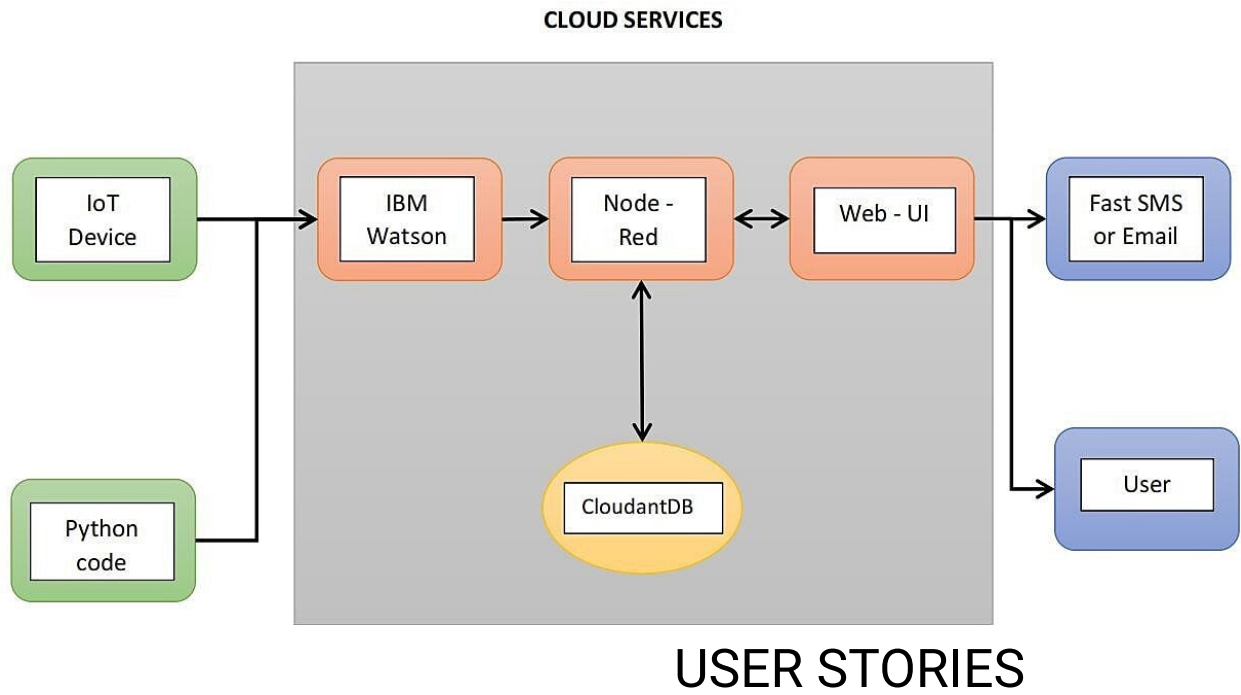 CLOUD SERVICES
IoT
Device
IBM
Watson
Node -
Red
Web - UI
Fast SMS
or Email
Python
code
CloudantDB
User
USER STORIES